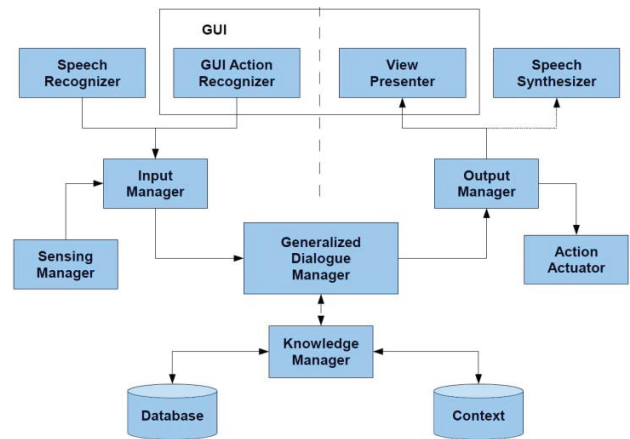 GUI
Speech
Recognizer
GUI Action
Recognizer
View
Presenter
Speech
Synthesizer
Input
Manager
Output
Manager
Sensing
Manager
Generalized
Dialogue
Manager
Action
Actuator
Knowledge
Manager
Database
Context